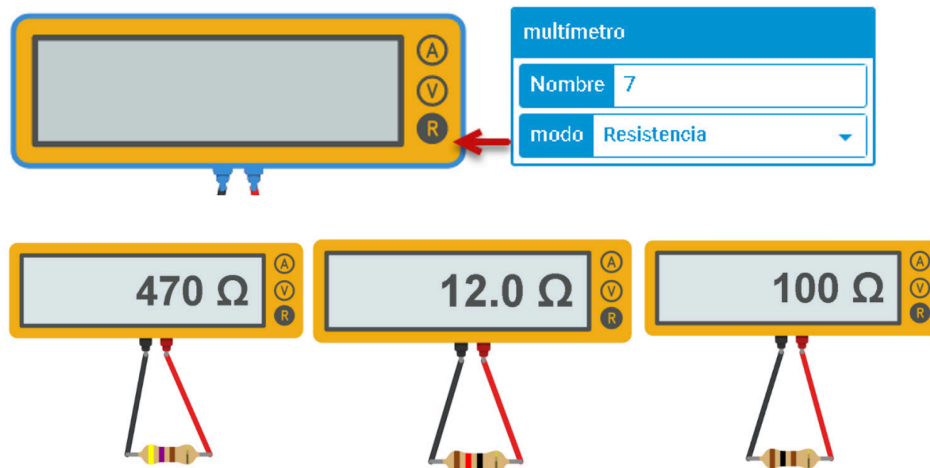 multímetro
A
Nombre 7
V
R
modo Resistencia
470 Ω
A
V
R
12.0 Ω
A
V
R
100 Ω
A
V
R